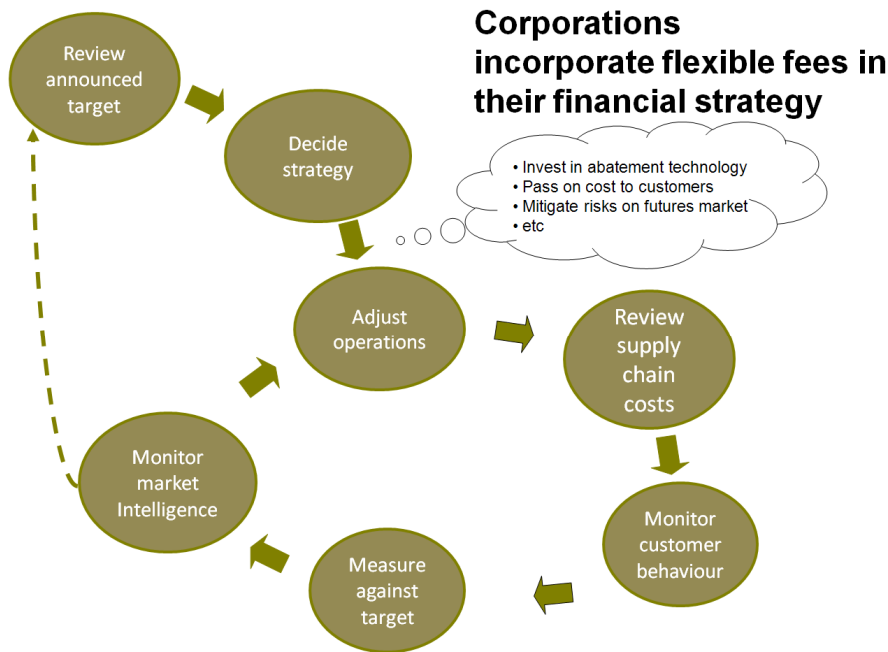 Corporations
incorporate flexible fees in
their financial strategy
Review
announced
target
Decide
strategy
• Invest in abatement technology
• Pass on cost to customers
• Mitigate risks on futures market
• etc
Adjust
operations
Review
supply
chain
costs
Monitor
customer
behaviour
Measure
against
target
Monitor
market
Intelligence